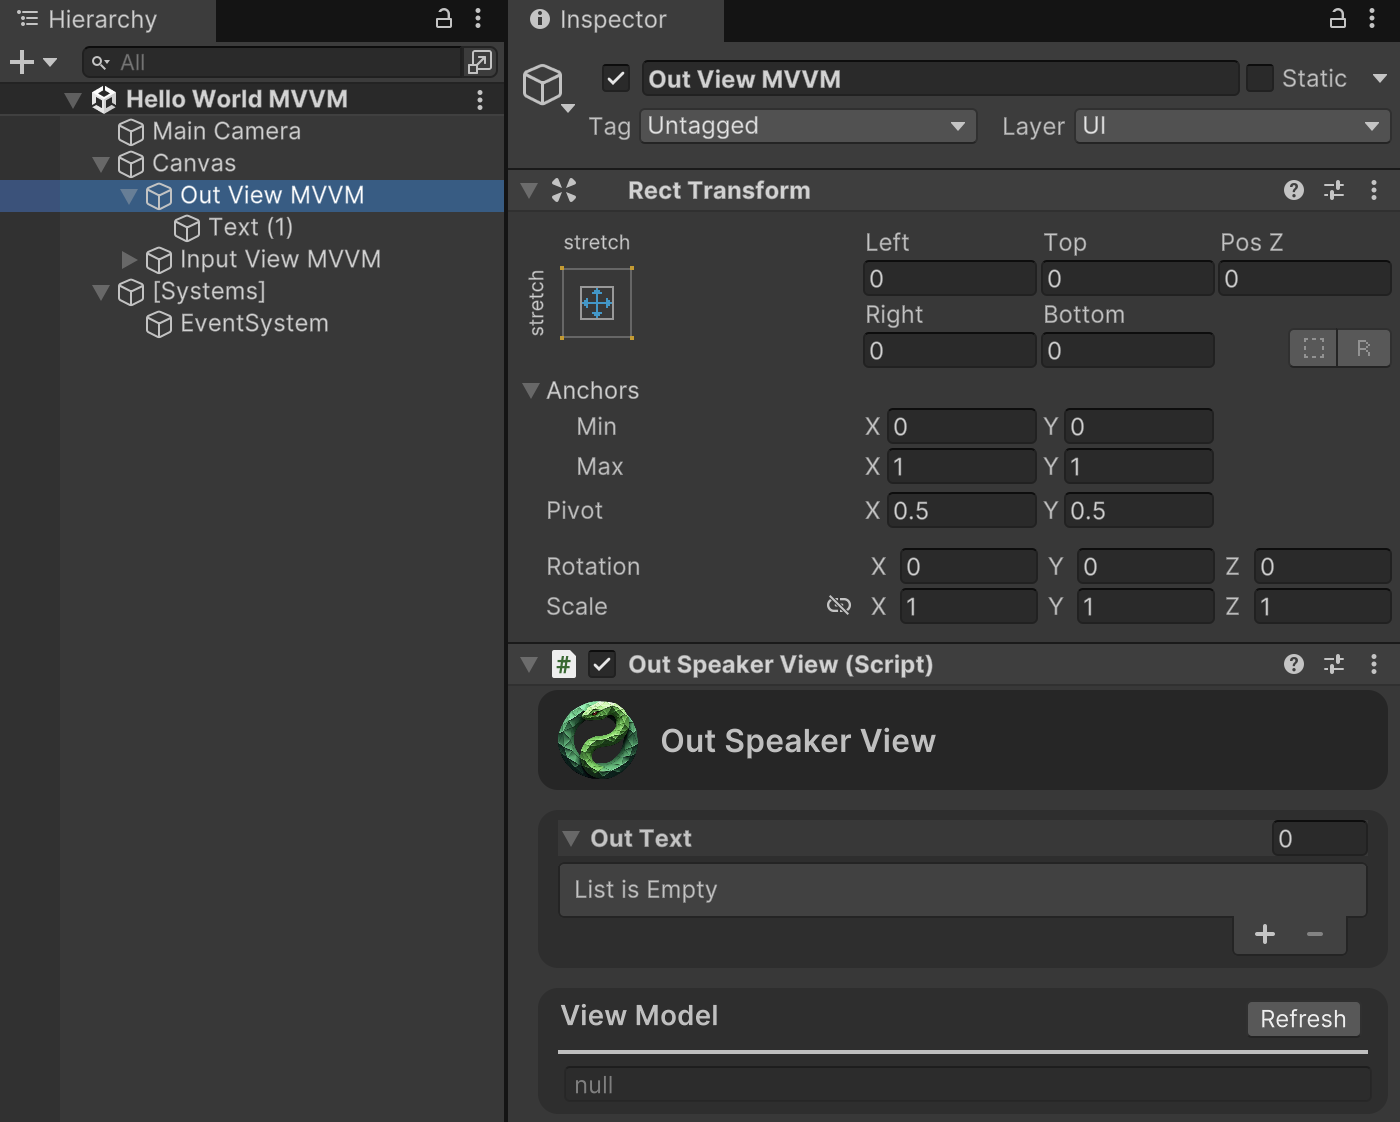 Hierarchy
All
Hello World MVVM
Main Camera
Canvas
Out View MVVM
Text (1)
Input View MVVM
[Systems]
EventSystem
Inspector
Out View MVVM
Static
Tag Untagged Layer UI
Rect Transform
stretch
stretch
Left Top Pos Z
0 0 0
Right Bottom
0 0
R
Anchors
Min X 0 Y 0
Max X 1 Y 1
Pivot X 0.5 Y 0.5
Rotation X 0 Y 0 Z 0
Scale X 1 Y 1 Z 1
# Out Speaker View (Script)
Out Speaker View
Out Text 0
List is Empty
+ −
View Model Refresh
null